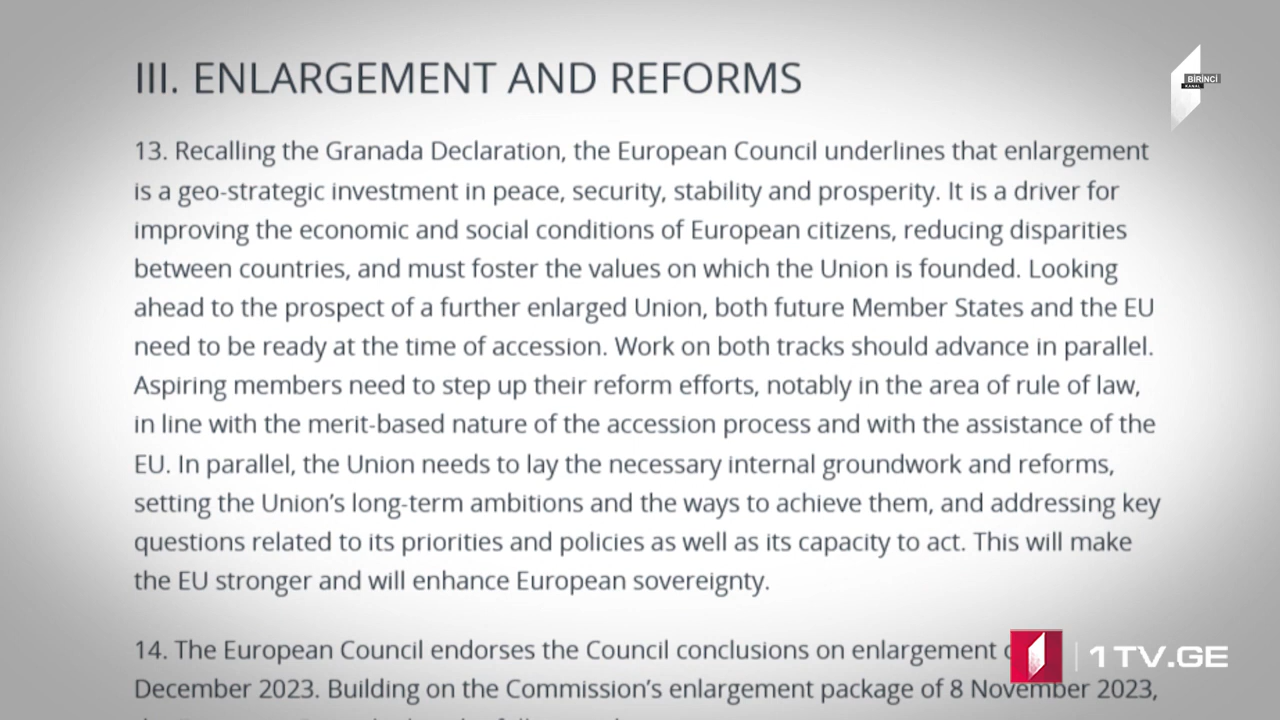 III. ENLARGEMENT AND REFORMS
BİRİNCİ
KANAL
13. Recalling the Granada Declaration, the European Council underlines that enlargement
is a geo-strategic investment in peace, security, stability and prosperity. It is a driver for
improving the economic and social conditions of European citizens, reducing disparities
between countries, and must foster the values on which the Union is founded. Looking
ahead to the prospect of a further enlarged Union, both future Member States and the EU
need to be ready at the time of accession. Work on both tracks should advance in parallel.
Aspiring members need to step up their reform efforts, notably in the area of rule of law,
in line with the merit-based nature of the accession process and with the assistance of the
EU. In parallel, the Union needs to lay the necessary internal groundwork and reforms,
setting the Union’s long-term ambitions and the ways to achieve them, and addressing key
questions related to its priorities and policies as well as its capacity to act. This will make
the EU stronger and will enhance European sovereignty.
14. The European Council endorses the Council conclusions on enlargement
December 2023. Building on the Commission’s enlargement package of 8 November 2023,
1TV.GE